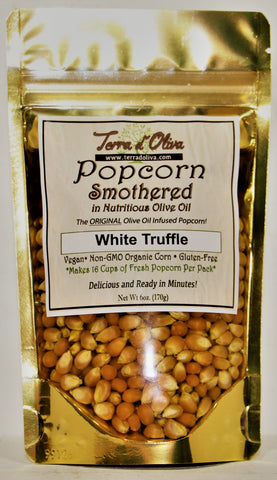 Terra d'Oliva
www.terradoliva.com
Popcorn
Smothered
in Nutritious Olive Oil
The ORIGINAL Olive Oil Infused Popcorn!
White Truffle
Vegan• Non-GMO Organic Corn • Gluten-Free
*Makes 16 Cups of Fresh Popcorn Per Pack*
Delicious and Ready in Minutes!
Net Wt 6oz. (170g)